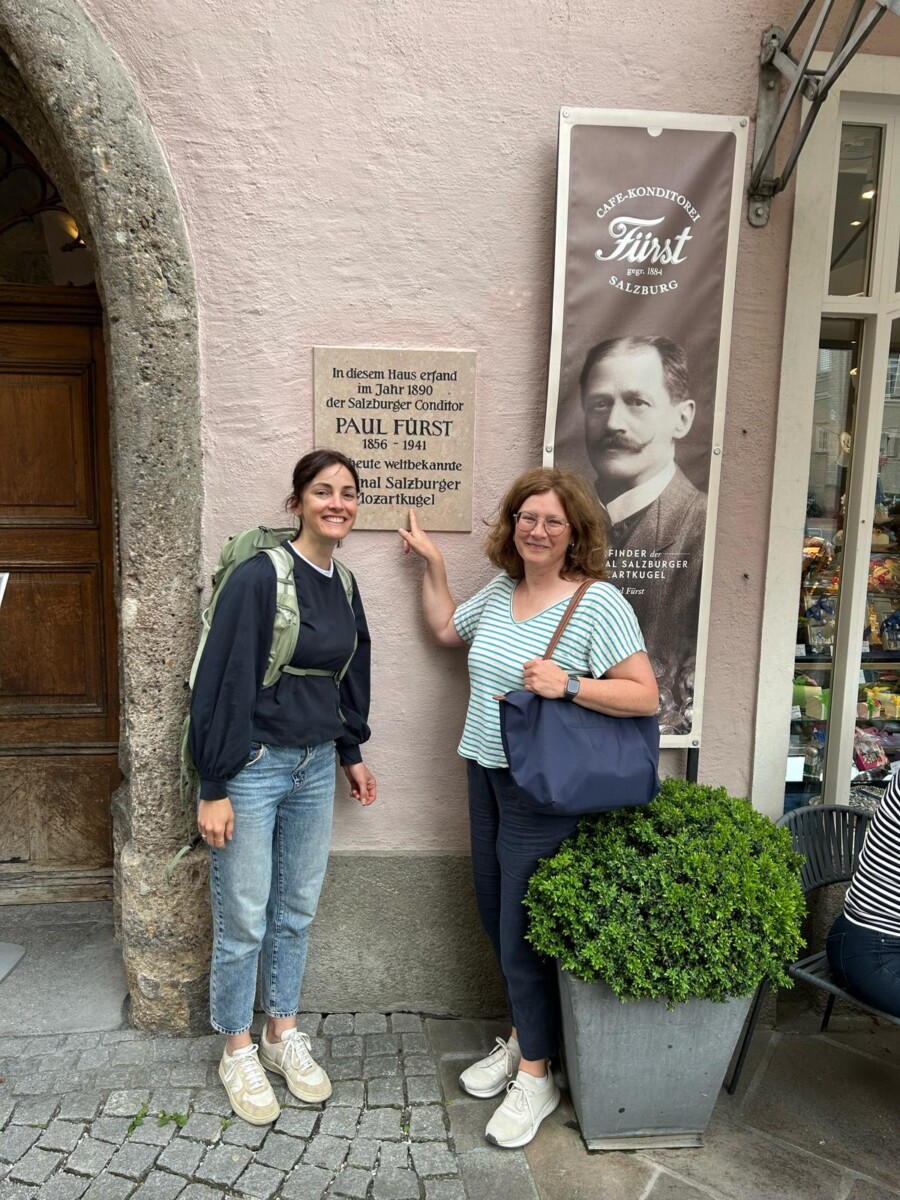 In diesem Haus erfand
im Jahr 1890
der Salzburger Conditor
PAUL FÜRST
1856 - 1941
heute weltbekannte
Salzburger
Mozartkugel
CAFE-KONDITOREI
Fürst
gegr. 1884
SALZBURG
der
SALZBURGER
Fürst